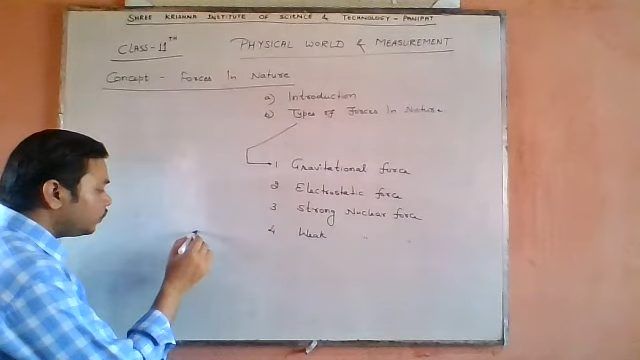 SHREE KRISHNA INSTITUTE OF SCIENCE & TECHNOLOGY - PANIPAT
CLASS-11TH
PHYSICAL WORLD & MEASUREMENT
Concept - Forces In Nature
a) Introduction
b) Types of Forces In Nature
1 Gravitational force
2 Electrostatic force
3 Strong Nuclear force
4 Weak " "